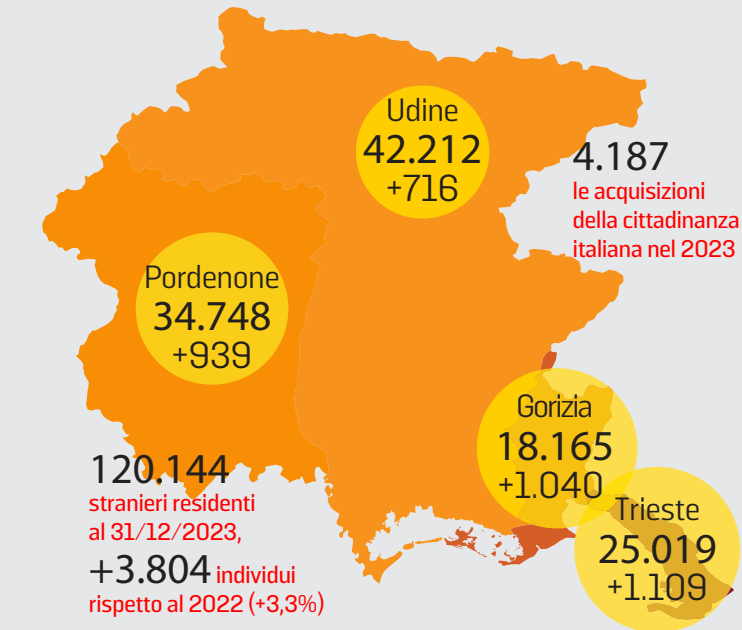 Udine
42.212
+716
4.187
le acquisizioni
della cittadinanza
italiana nel 2023
Pordenone
34.748
+939
Gorizia
18.165
+1.040
Trieste
25.019
+1.109
120.144
stranieri residenti
al 31/12/2023,
+3.804 individui
rispetto al 2022 (+3,3%)